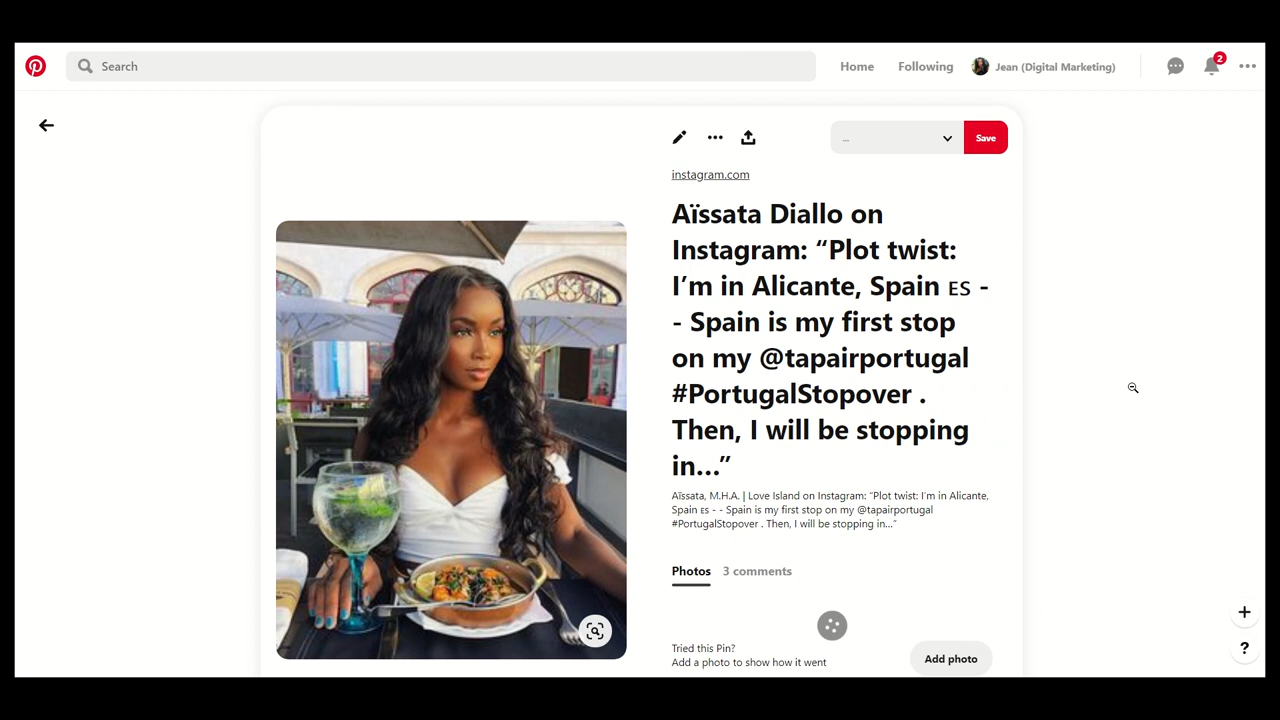 Search
Home
Following
Jean (Digital Marketing)
2
...
Save
instagram.com
Aïssata Diallo on
Instagram: “Plot twist:
I’m in Alicante, Spain ᴇꜱ -
- Spain is my first stop
on my @tapairportugal
#PortugalStopover .
Then, I will be stopping
in…”
Aïssata, M.H.A. | Love Island on Instagram: “Plot twist: I’m in Alicante,
Spain ᴇꜱ - - Spain is my first stop on my @tapairportugal
#PortugalStopover . Then, I will be stopping in…”
Photos
3 comments
Tried this Pin?
Add a photo to show how it went
Add photo
+
?